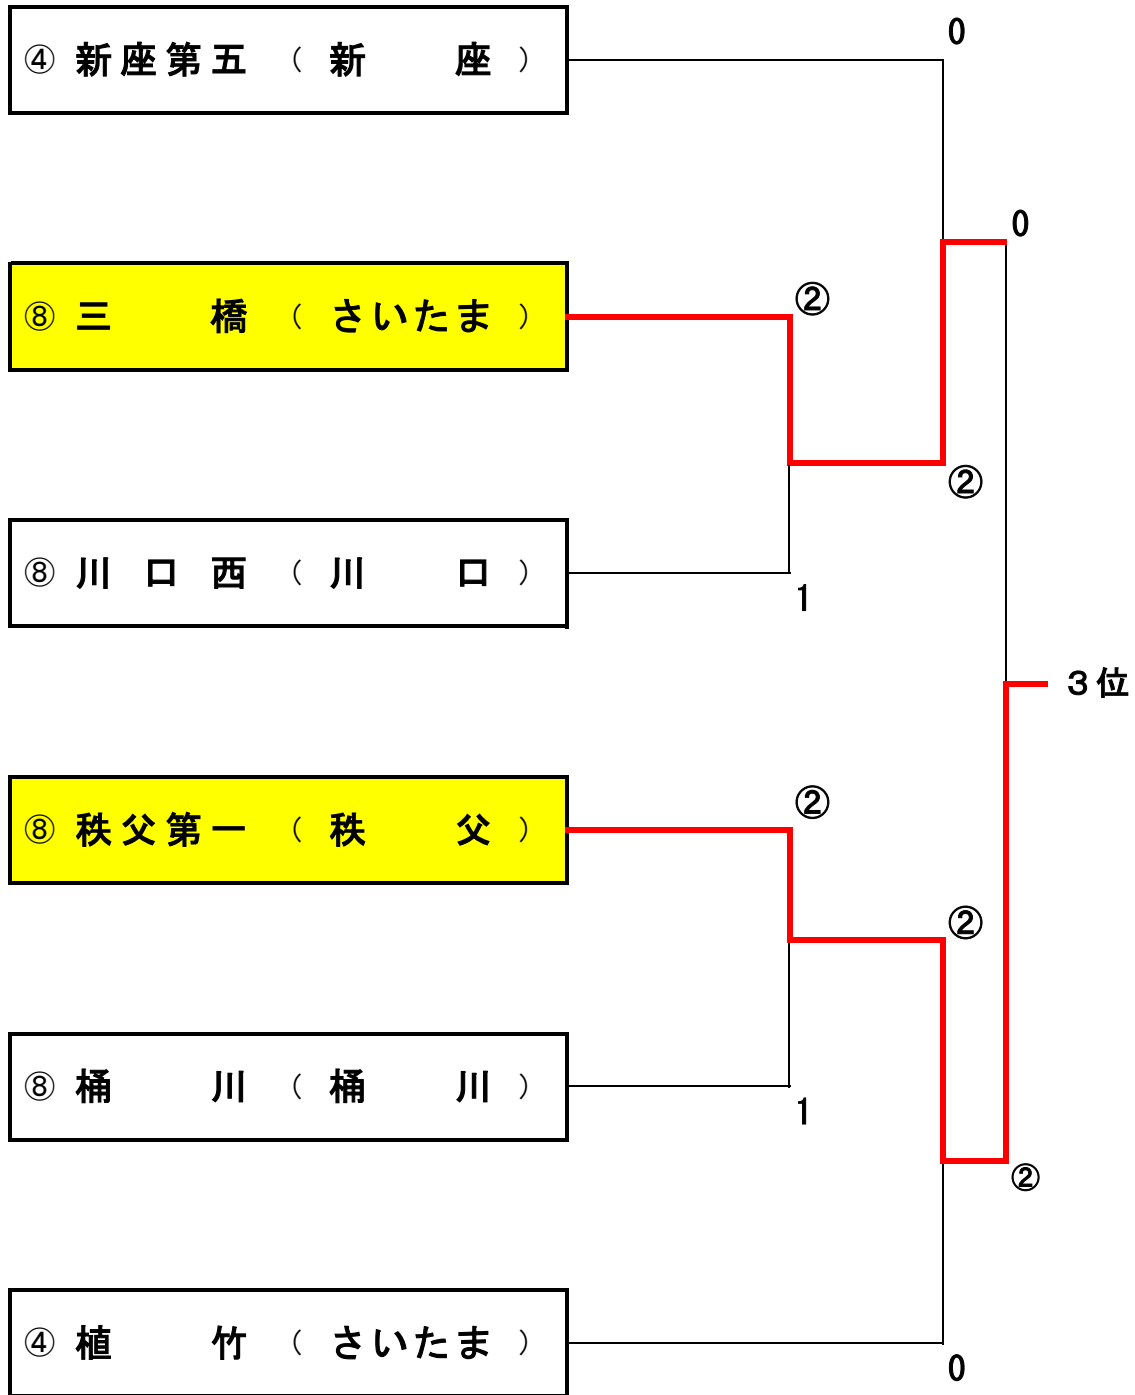 0
④ 新座第五 （ 新 座 ）
0
⑧ 三 橋 （ さいたま ）
②
②
⑧ 川 口 西 （ 川 口 ）
1
3位
⑧ 秩父第一 （ 秩 父 ）
②
②
⑧ 桶 川 （ 桶 川 ）
1
②
④ 植 竹 （ さいたま ）
0